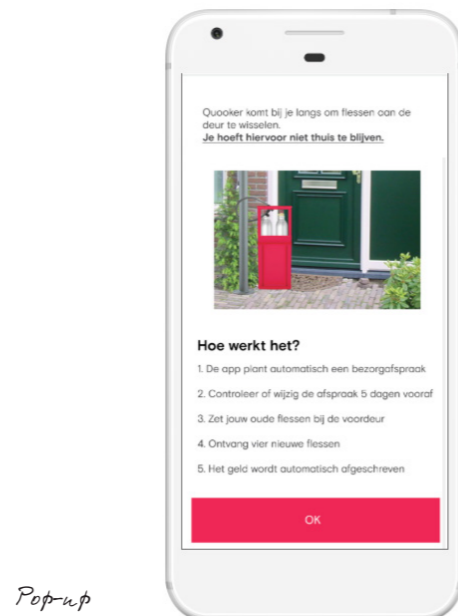 Quooker komt bij je langs om flessen aan de
deur te wisselen.
Je hoeft hiervoor niet thuis te blijven.
Hoe werkt het?
1. De app plant automatisch een bezorgafspraak
2. Controleer of wijzig de afspraak 5 dagen vooraf
3. Zet jouw oude flessen bij de voordeur
4. Ontvang vier nieuwe flessen
5. Het geld wordt automatisch afgeschreven
OK
Pop-up